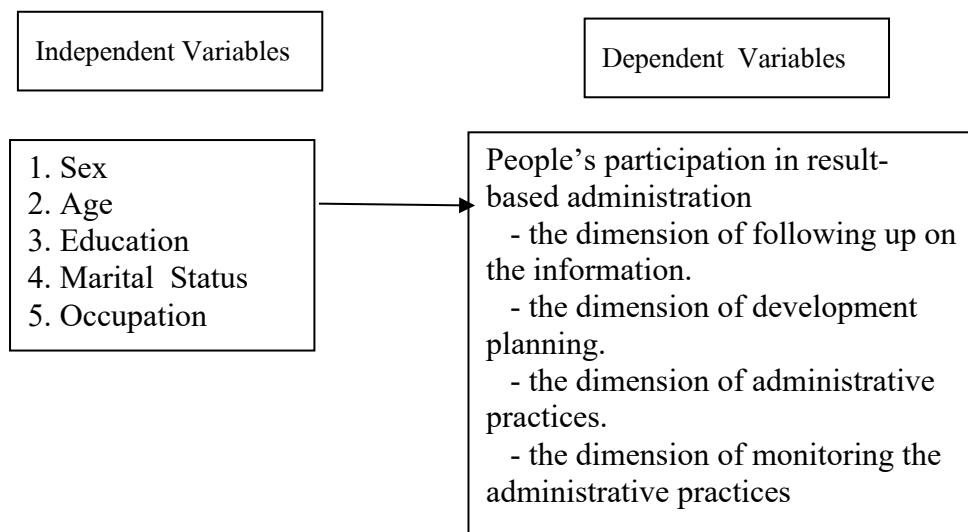 Independent Variables
Dependent Variables
1. Sex
2. Age
3. Education
4. Marital Status
5. Occupation
People’s participation in result-
based administration
- the dimension of following up on
the information.
- the dimension of development
planning.
- the dimension of administrative
practices.
- the dimension of monitoring the
administrative practices